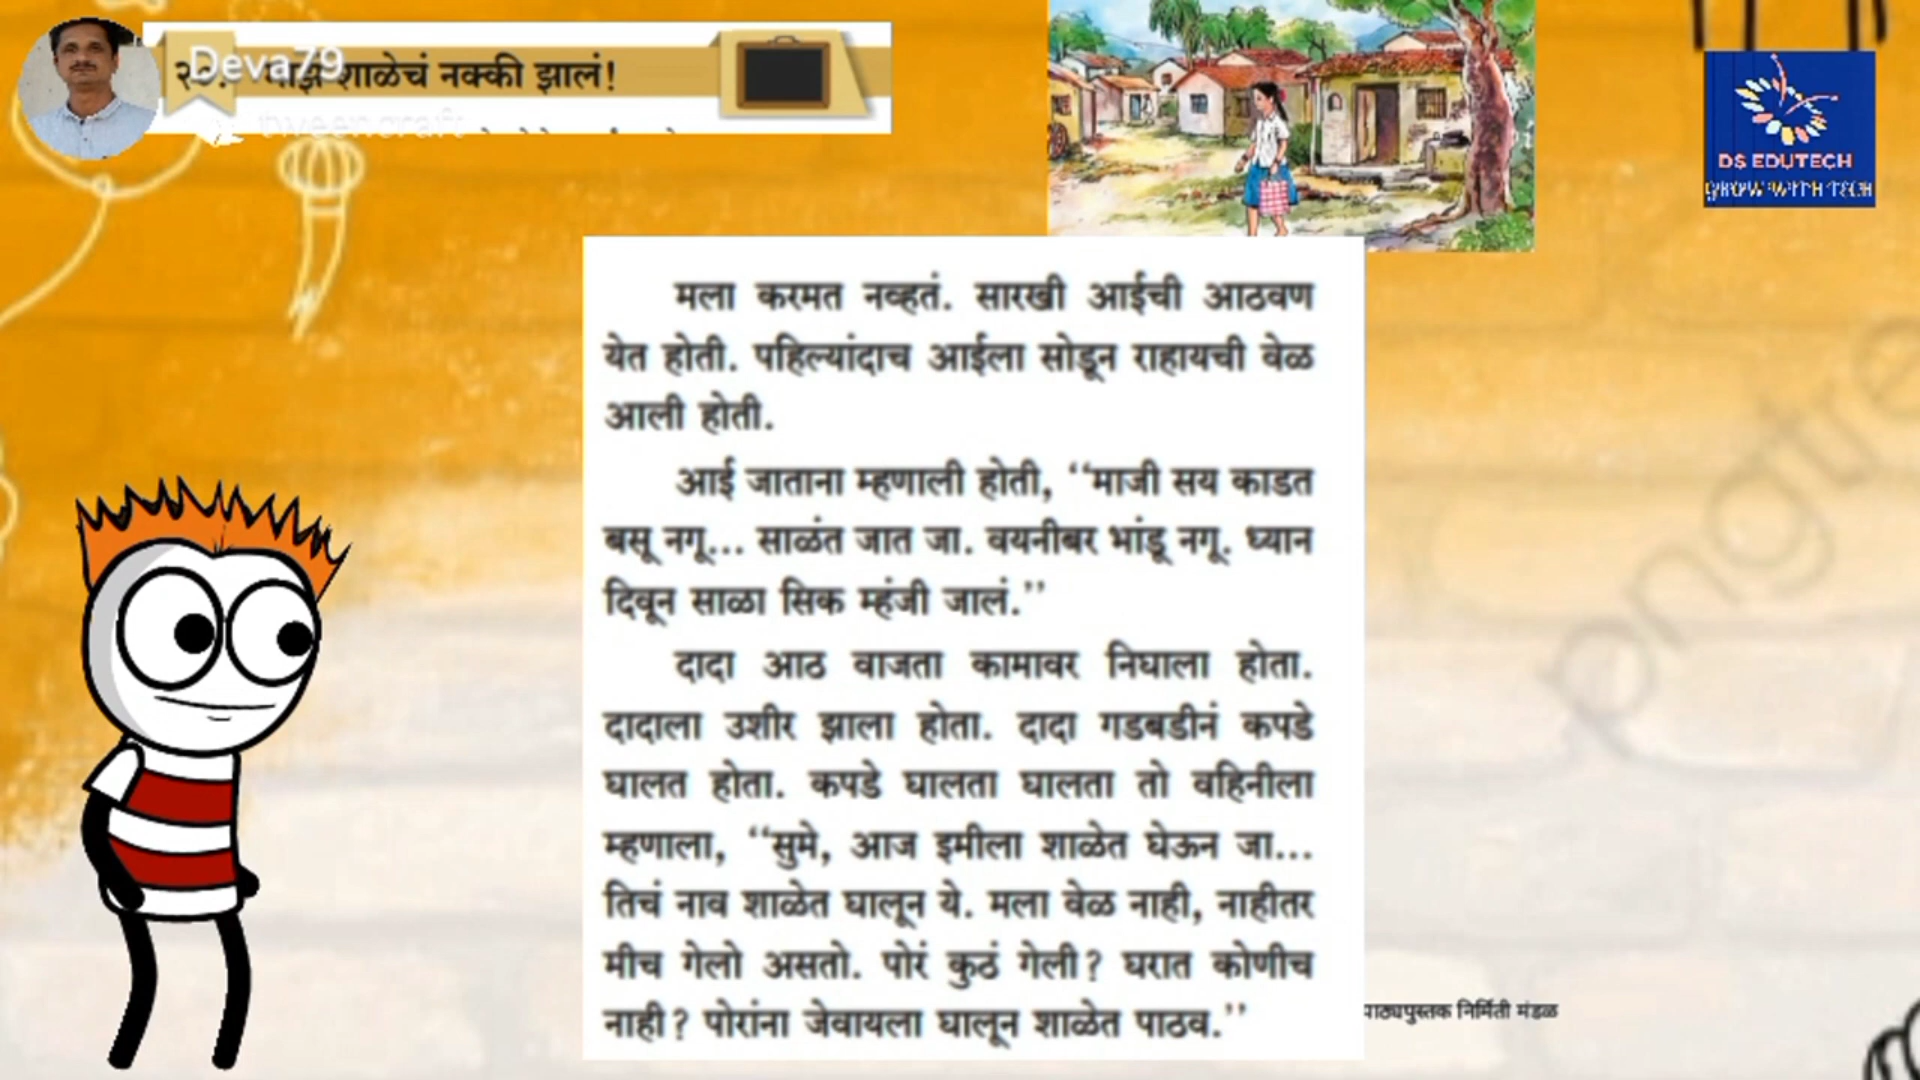 Deva79
शाळेचं नक्की झालं!
DS EDUTECH
GROW WITH TECH
मला करमत नव्हतं. सारखी आईची आठवण
येत होती. पहिल्यांदाच आईला सोडून राहायची वेळ
आली होती.
आई जाताना म्हणाली होती, ‘‘माजी सय काडत
बसू नगू... साळंत जात जा. वयनीबर भांडू नगू. ध्यान
दिवून साळा सिक म्हंजी जालं.’’
दादा आठ वाजता कामावर निघाला होता.
दादाला उशीर झाला होता. दादा गडबडीनं कपडे
घालत होता. कपडे घालता घालता तो वहिनीला
म्हणाला, ‘‘सुमे, आज इमीला शाळेत घेऊन जा...
तिचं नाव शाळेत घालून ये. मला वेळ नाही, नाहीतर
मीच गेलो असतो. पोरं कुठं गेली? घरात कोणीच
नाही? पोरांना जेवायला घालून शाळेत पाठव.’’
पाठ्यपुस्तक निर्मिती मंडळ